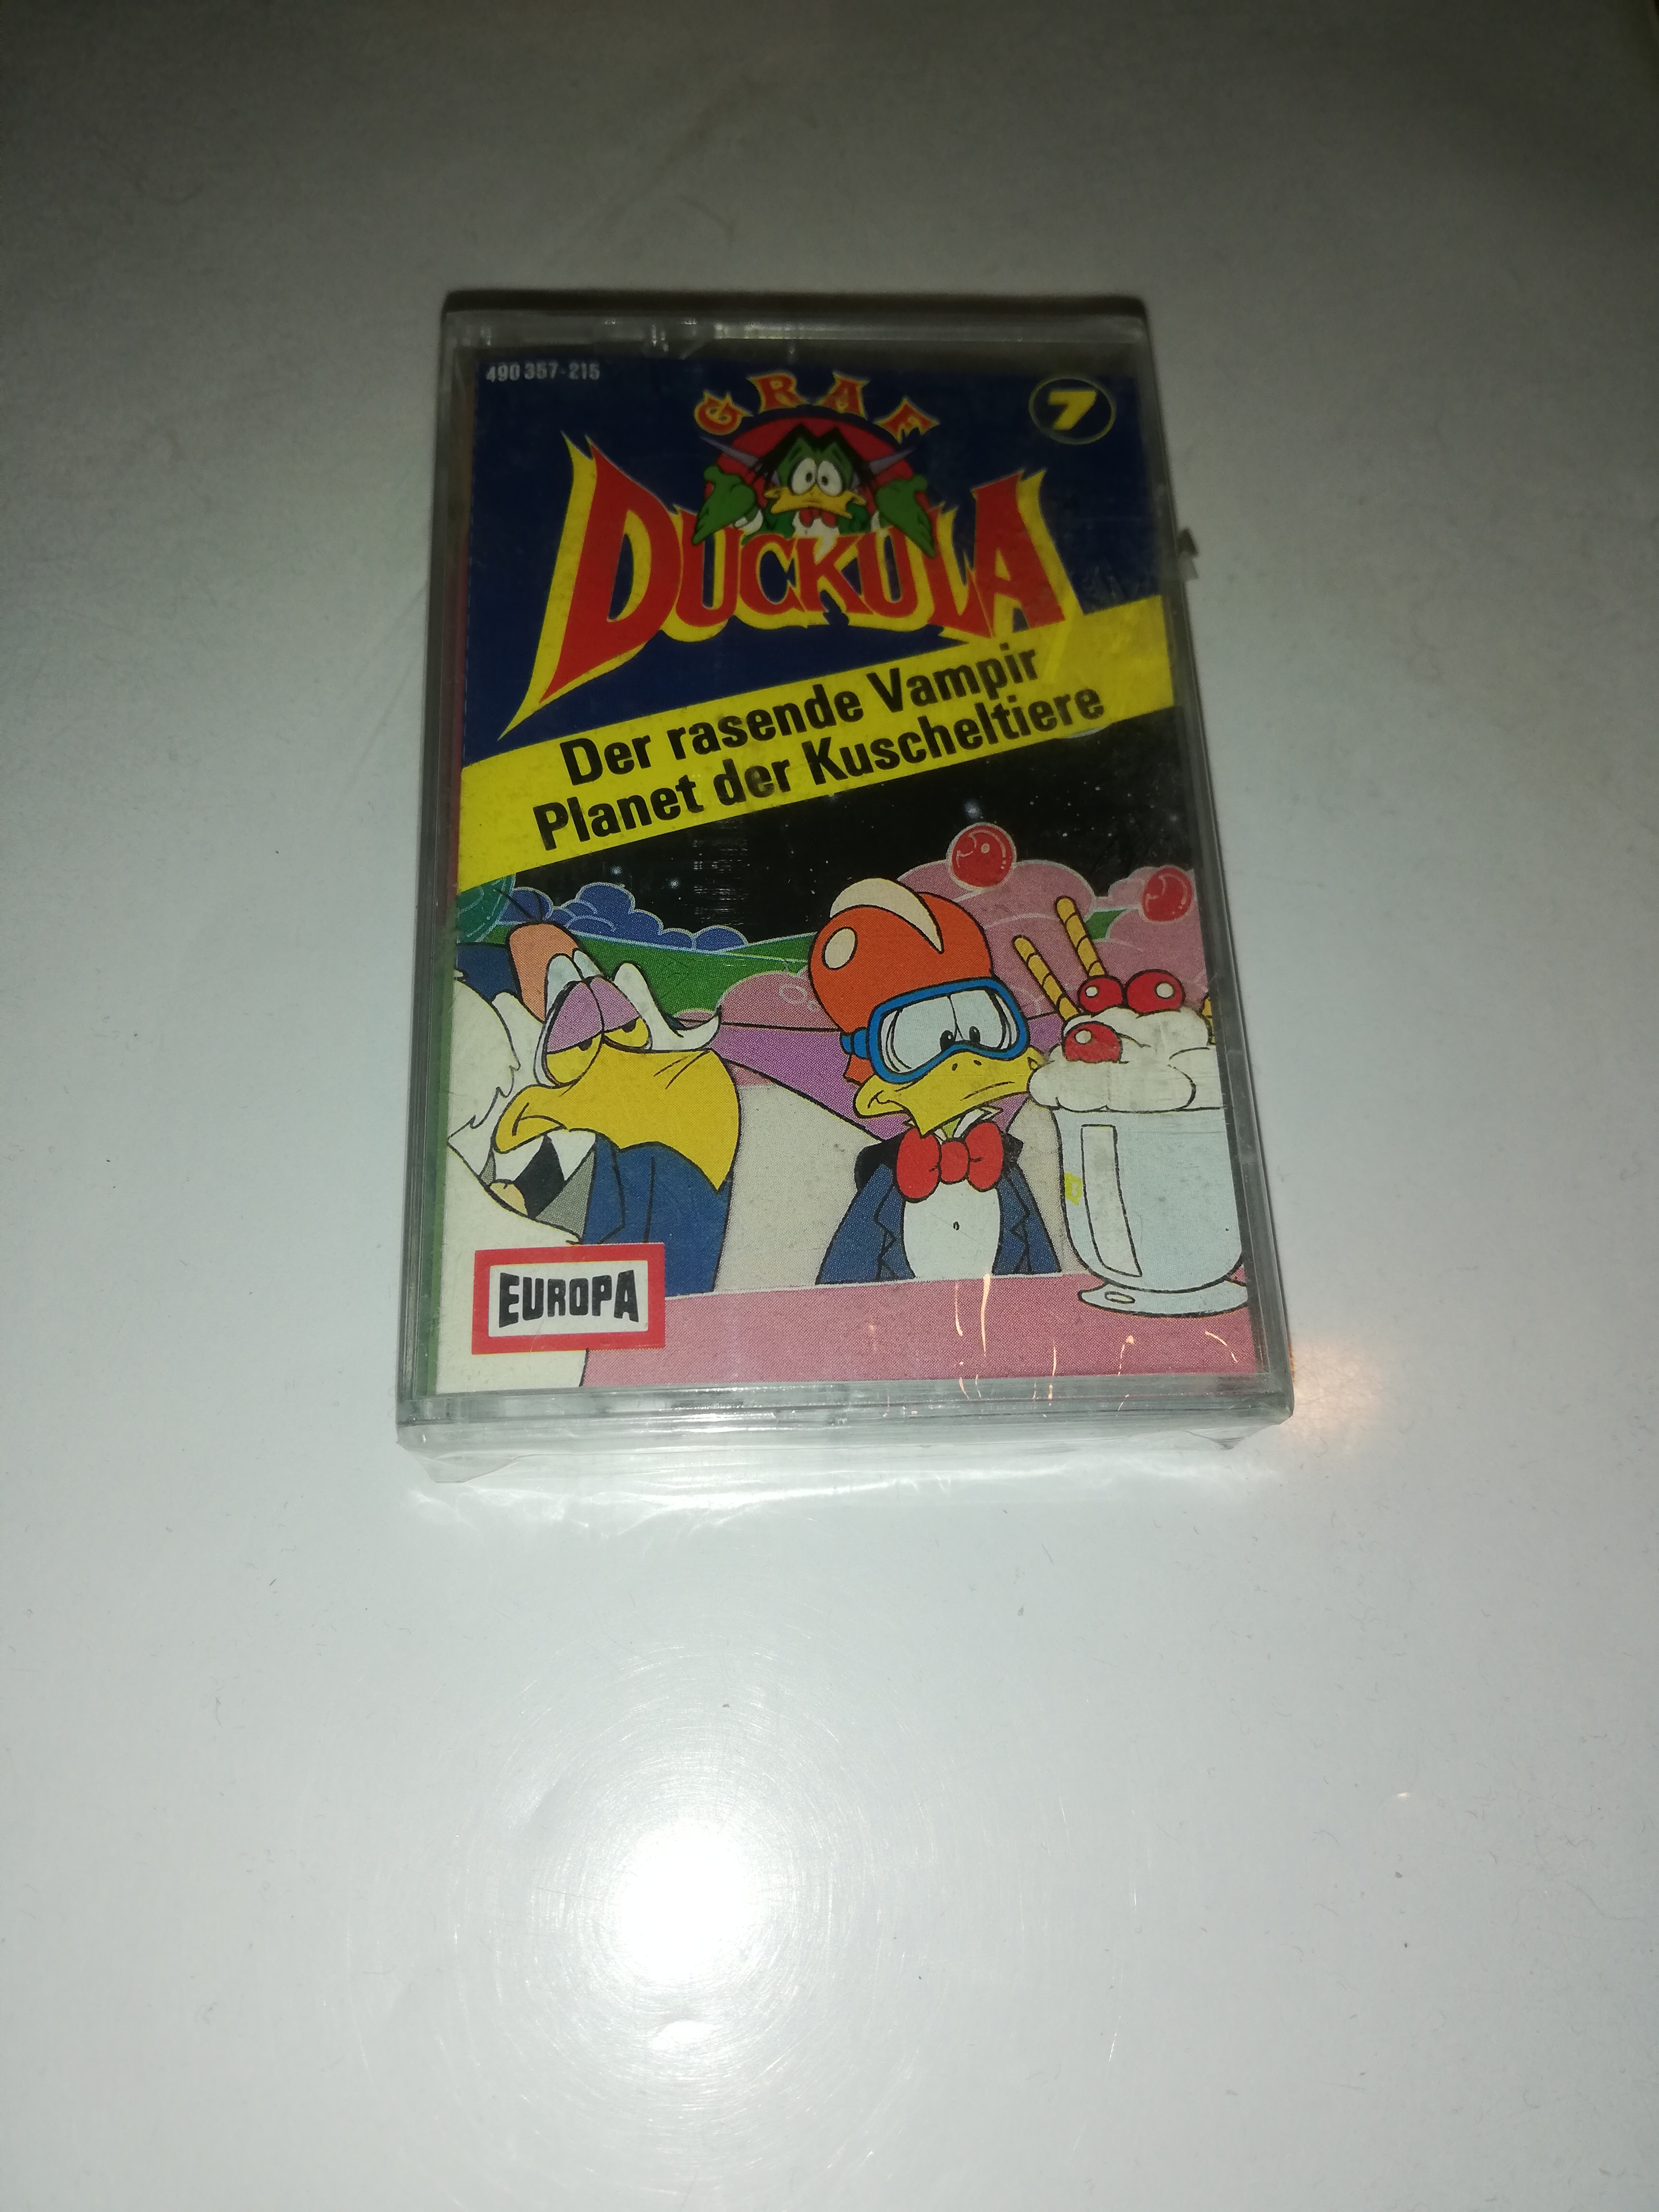 490 357-215
7
GRAF
DUCKULA
Der rasende Vampir
Planet der Kuscheltiere
EUROPA